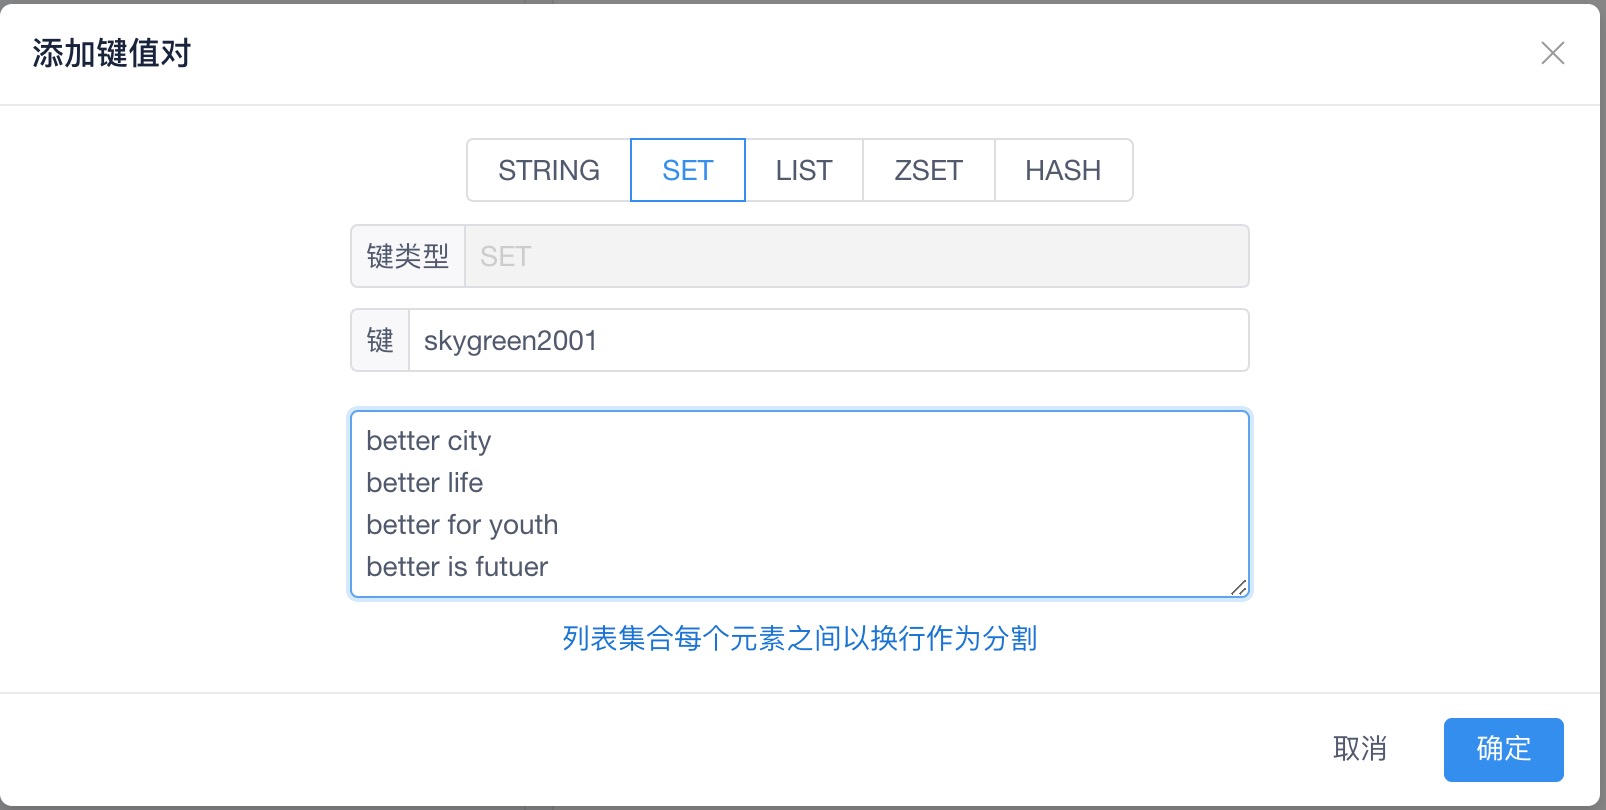 添加键值对
STRING SET LIST ZSET HASH
键类型 SET
键 skygreen2001
better city
better life
better for youth
better is futuer
列表集合每个元素之间以换行作为分割
取消 确定